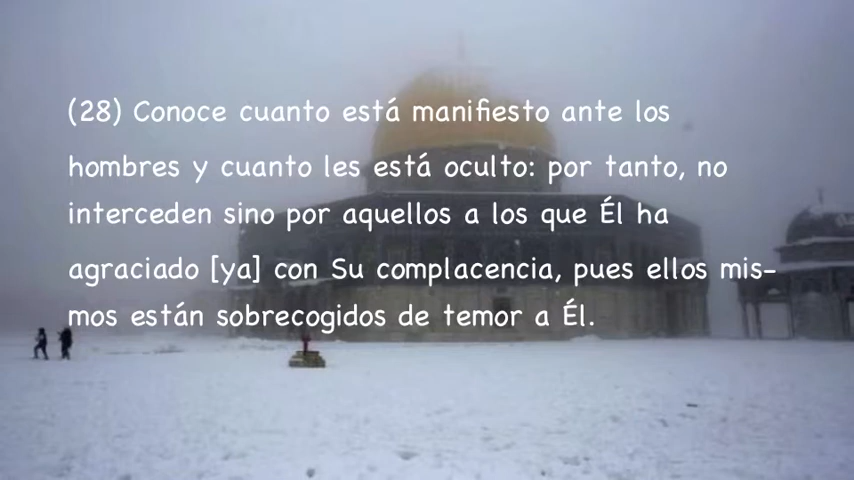 (28) Conoce cuanto está manifiesto ante los
hombres y cuanto les está oculto: por tanto, no
interceden sino por aquellos a los que Él ha
agraciado [ya] con Su complacencia, pues ellos mis-
mos están sobrecogidos de temor a Él.